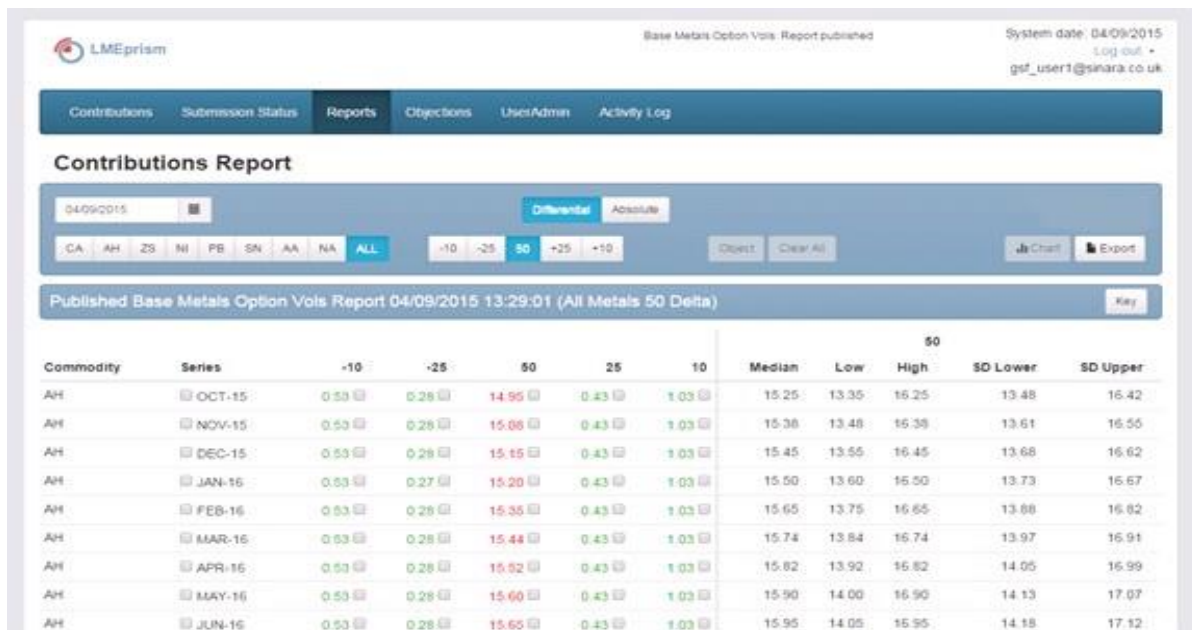 LMEprism
Base Metals Option Vols: Report published
System date: 04/09/2015
Log out
gsf_user1@sinara.co.uk
Contributions Submission Status Reports Objections UserAdmin Activity Log
Contributions Report
04/09/2015 Differential Absolute
CA AH ZS NI PB SN AA NA ALL -10 -25 50 +25 +10 Object Clear All Chart Export
Published Base Metals Option Vols Report 04/09/2015 13:29:01 (All Metals 50 Delta) Key
50
Commodity Series -10 -25 50 25 10 Median Low High SD Lower SD Upper
AH OCT-15 0.53 0.28 14.95 0.43 1.03 15.25 13.35 16.25 13.48 16.42
AH NOV-15 0.53 0.28 15.08 0.43 1.03 15.38 13.48 16.38 13.61 16.55
AH DEC-15 0.53 0.28 15.15 0.43 1.03 15.45 13.55 16.45 13.68 16.62
AH JAN-16 0.53 0.27 15.20 0.43 1.03 15.50 13.60 16.50 13.73 16.67
AH FEB-16 0.53 0.28 15.35 0.43 1.03 15.65 13.75 16.65 13.88 16.82
AH MAR-16 0.53 0.28 15.44 0.43 1.03 15.74 13.84 16.74 13.97 16.91
AH APR-16 0.53 0.28 15.52 0.43 1.03 15.82 13.92 16.82 14.05 16.99
AH MAY-16 0.53 0.28 15.60 0.43 1.03 15.90 14.00 16.90 14.13 17.07
AH JUN-16 0.53 0.28 15.65 0.43 1.03 15.95 14.05 16.95 14.18 17.12